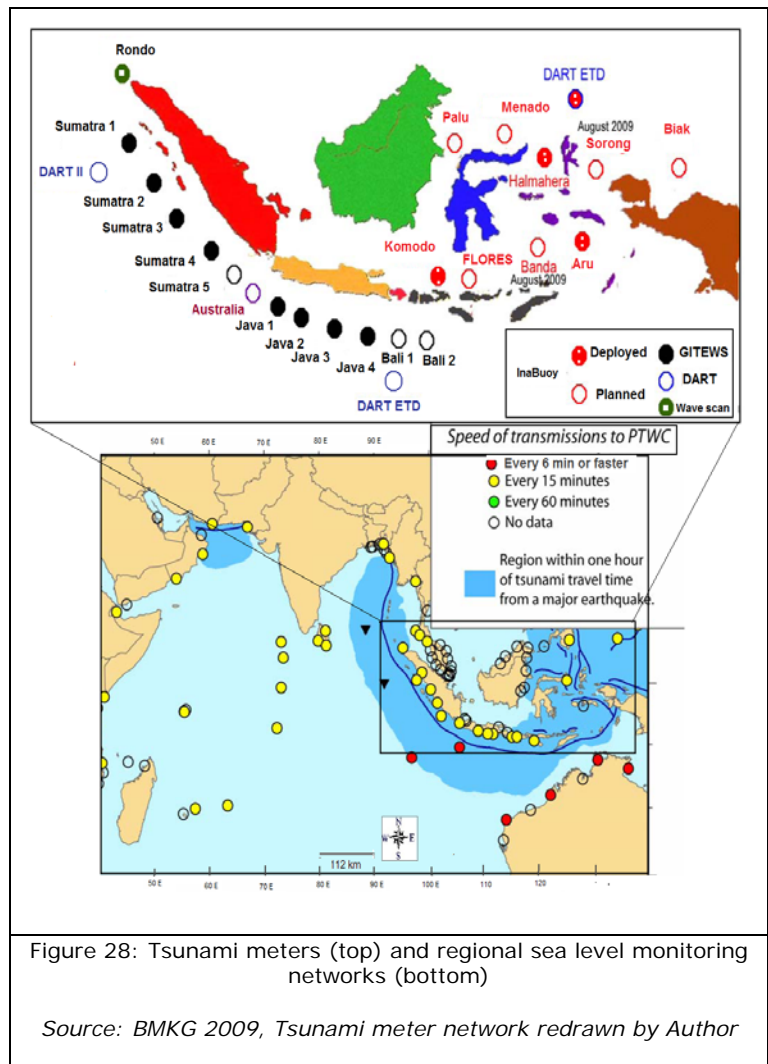 Rondo
DART ETD
Palu
Menado
August 2009
Biak
Sumatra 1
Sorong
DART II
Halmahera
Sumatra 2
Sumatra 3
Komodo
FLORES
Sumatra 4
Banda
Aru
August 2009
Sumatra 5
Australia
Java 1
Java 2
Java 3
Java 4
Bali 1
Bali 2
DART ETD
InaBuoy
Deployed
GITEWS
Planned
DART
Wave scan
Speed of transmissions to PTWC
50 E 60 E 70 E 80 E 90 E
Every 6 min or faster
Every 15 minutes
Every 60 minutes
No data
Region within one hour
of tsunami travel time
from a major earthquake.
N
W E
S
112 km
50 E 60 E 70 E 80 E 90 E 100 E 110 120
Figure 28: Tsunami meters (top) and regional sea level monitoring
networks (bottom)
Source: BMKG 2009, Tsunami meter network redrawn by Author